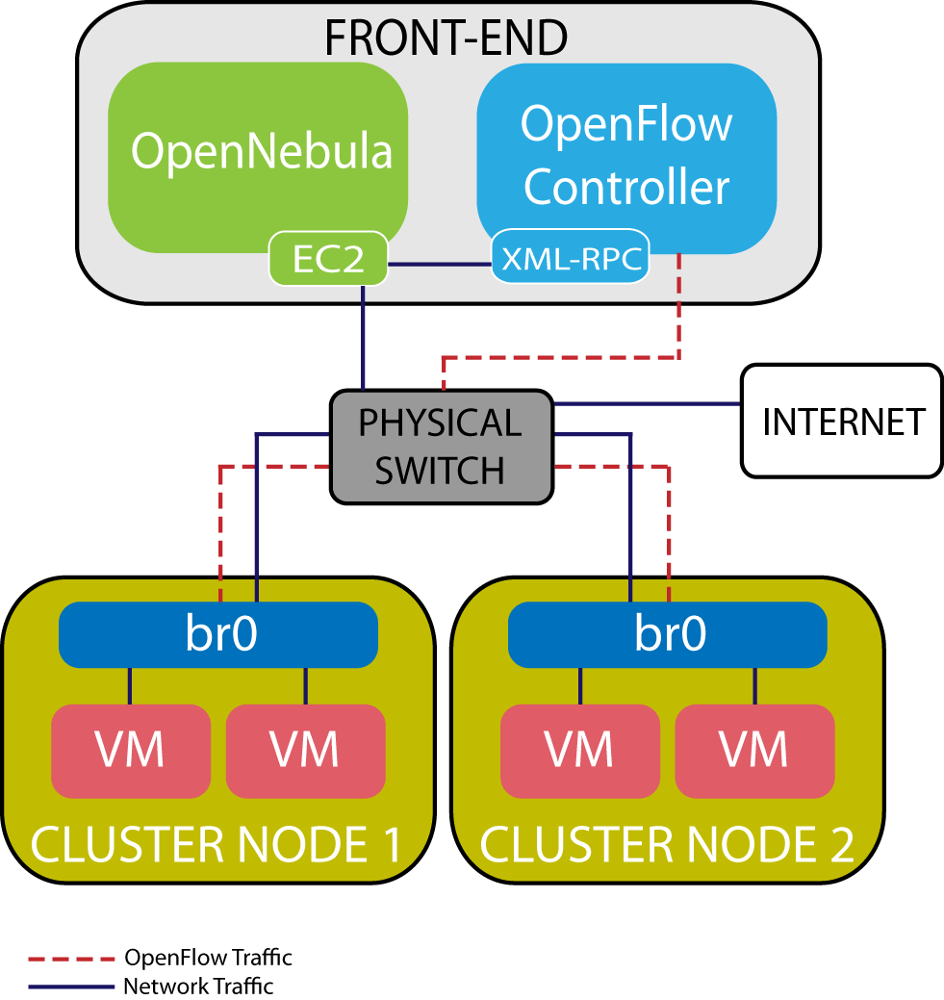 FRONT-END
OpenNebula
OpenFlow
Controller
EC2
XML-RPC
PHYSICAL
SWITCH
INTERNET
br0
VM
VM
CLUSTER NODE 1
br0
VM
VM
CLUSTER NODE 2
OpenFlow Traffic
Network Traffic